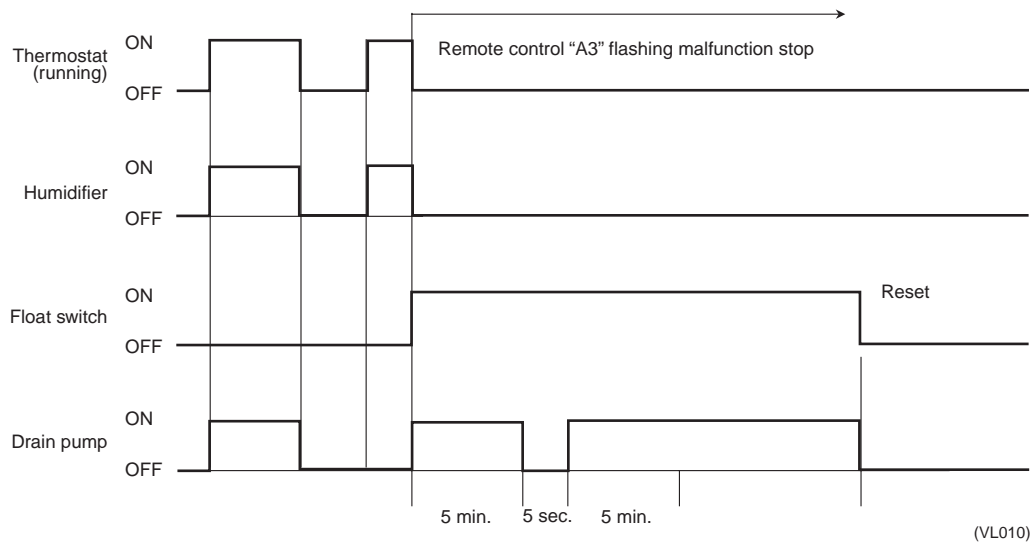 Remote control “A3” flashing malfunction stop
Thermostat
(running)
ON
OFF
Humidifier
ON
OFF
Float switch
ON
OFF
Reset
Drain pump
ON
OFF
5 min.
5 sec.
5 min.
(VL010)